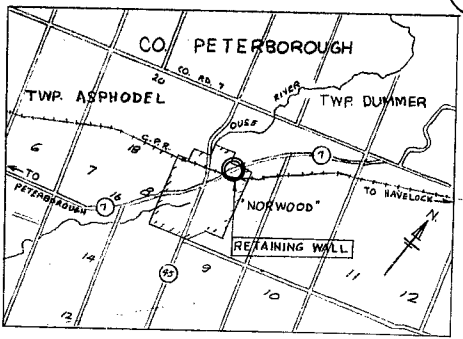 CO. PETERBOROUGH
20
CO. RD. 7
TWP. ASPHODEL
RIVER
TWP. DUMMER
OUSE
C.P.R.
18
7
6
7
TO PETERBOROUGH
16
8
7
"NORWOOD"
TO HAVELOCK
N.
RETAINING WALL
14
45
9
10
11
12
12